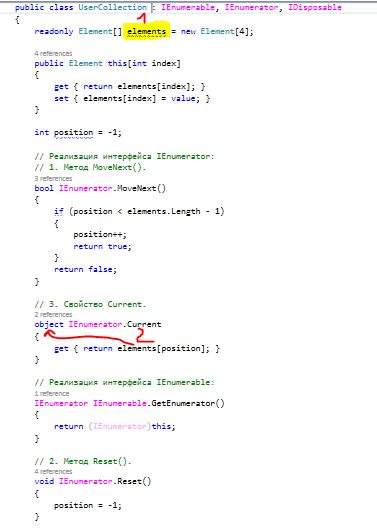 public class UserCollection : IEnumerable, IEnumerator, IDisposable
1
{
readonly Element[] elements = new Element[4];
4 references
public Element this[int index]
{
get { return elements[index]; }
set { elements[index] = value; }
}
int position = -1;
// Реализация интерфейса IEnumerator:
// 1. Метод MoveNext().
3 references
bool IEnumerator.MoveNext()
{
if (position < elements.Length - 1)
{
position++;
return true;
}
return false;
}
// 3. Свойство Current.
2 references
object IEnumerator.Current
{
2
get { return elements[position]; }
}
// Реализация интерфейса IEnumerable:
1 reference
IEnumerator IEnumerable.GetEnumerator()
{
return (IEnumerator)this;
}
// 2. Метод Reset().
4 references
void IEnumerator.Reset()
{
position = -1;
}